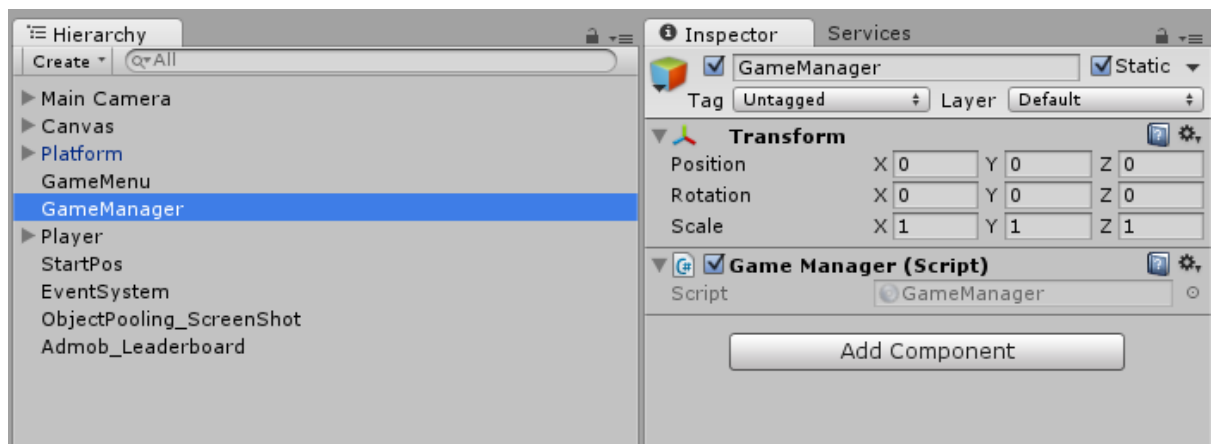 Hierarchy
Create All
Main Camera
Canvas
Platform
GameMenu
GameManager
Player
StartPos
EventSystem
ObjectPooling_ScreenShot
Admob_Leaderboard
Inspector Services
GameManager Static
Tag Untagged Layer Default
Transform
Position X 0 Y 0 Z 0
Rotation X 0 Y 0 Z 0
Scale X 1 Y 1 Z 1
Game Manager (Script)
Script GameManager
Add Component